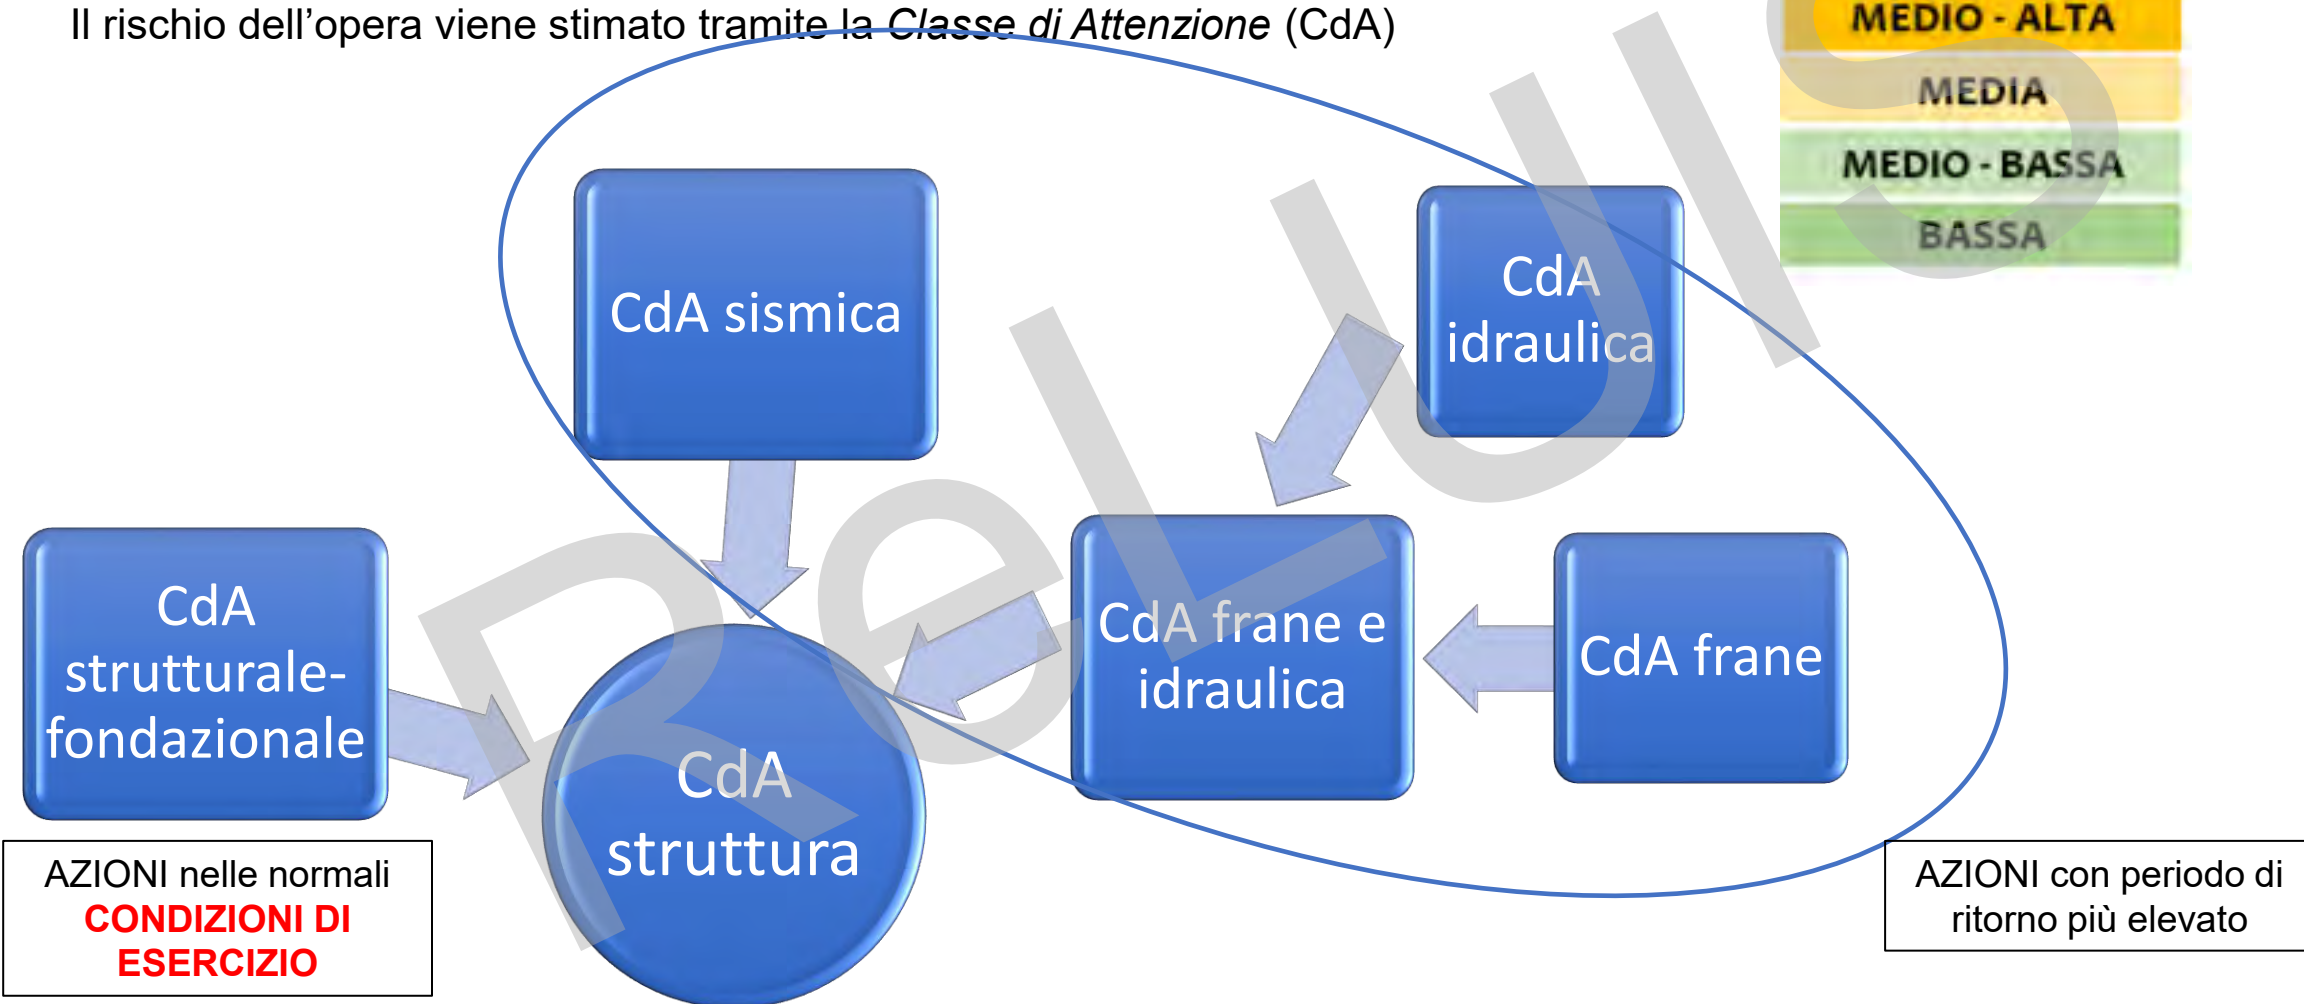 Il rischio dell'opera viene stimato tramite la Classe di Attenzione (CdA)
MEDIO - ALTA
MEDIA
MEDIO - BASSA
BASSA
CdA sismica
CdA
idraulica
CdA
strutturale-
fondazionale
CdA frane e
idraulica
CdA frane
CdA
struttura
AZIONI nelle normali
CONDIZIONI DI
ESERCIZIO
AZIONI con periodo di
ritorno più elevato
ReLUIS